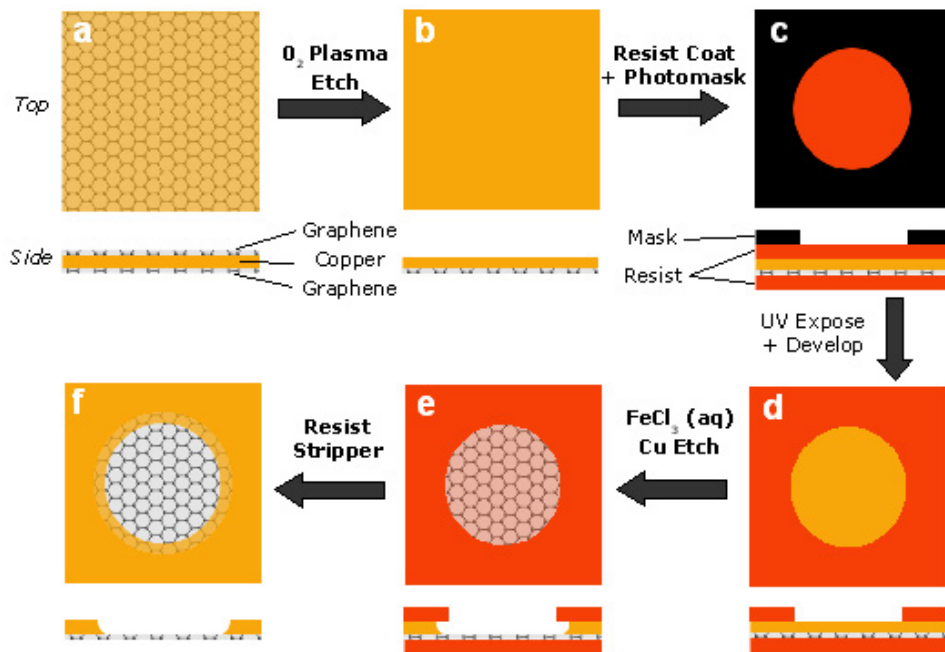 a
O₂ Plasma
Etch
b
Resist Coat
+ Photomask
c
Top
Side
Graphene
Copper
Graphene
Mask
Resist
UV Expose
+ Develop
f
Resist
Stripper
e
FeCl₃ (aq)
Cu Etch
d